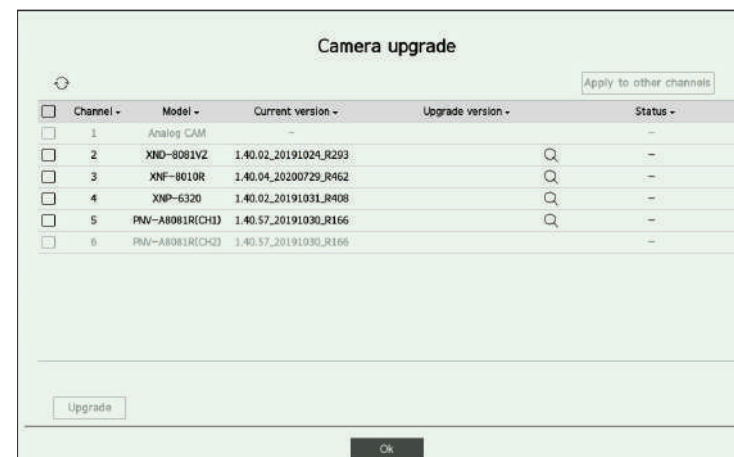 Camera upgrade
Apply to other channels
Channel Model Current version Upgrade version Status
1 Analog CAM - -
2 XND-8081VZ 1.40.02_20191024_R293 -
3 XNF-8010R 1.40.04_20200729_R462 -
4 XNP-6320 1.40.02_20191031_R408 -
5 PNV-A8081R(CH1) 1.40.57_20191030_R166 -
6 PNV-A8081R(CH2) 1.40.57_20191030_R166 -
Upgrade
Ok